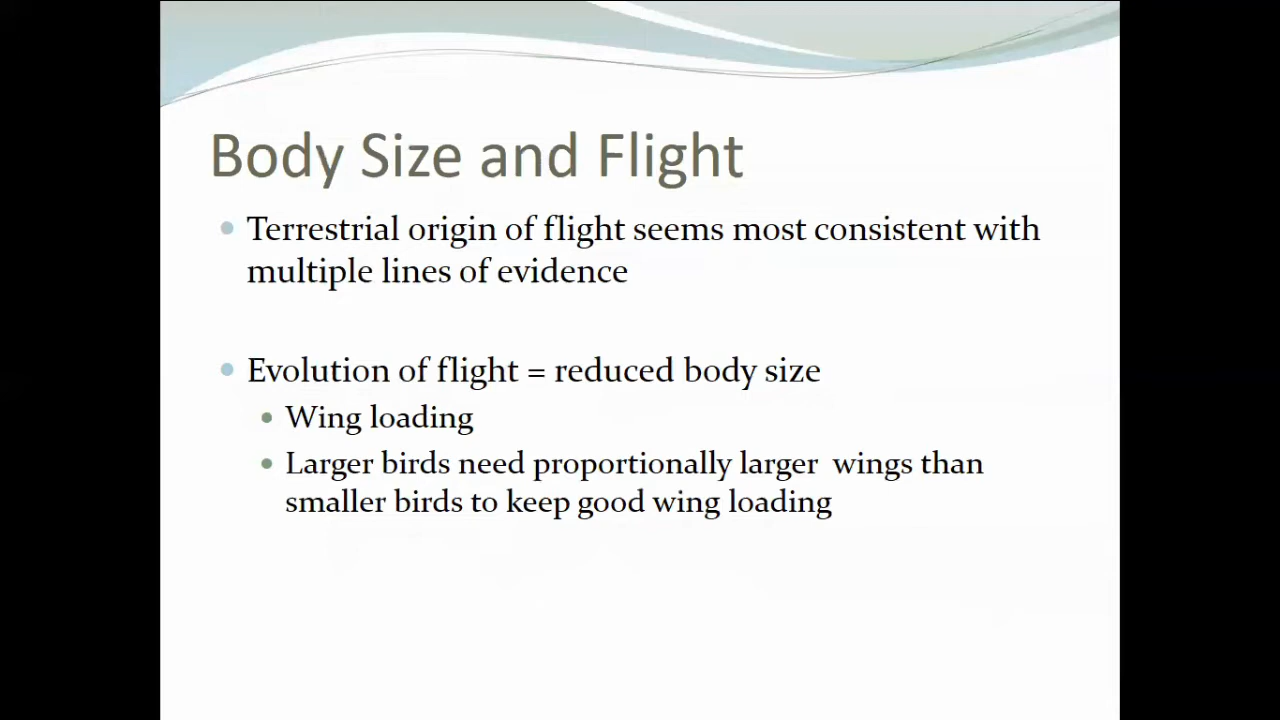 Body Size and Flight
Terrestrial origin of flight seems most consistent with
multiple lines of evidence
Evolution of flight = reduced body size
Wing loading
Larger birds need proportionally larger  wings than
smaller birds to keep good wing loading